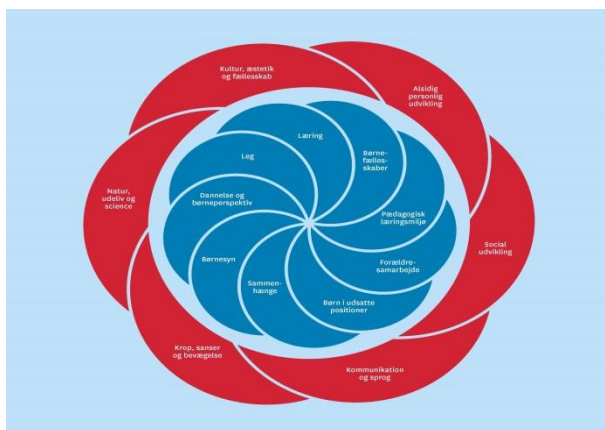 Kultur, æstetik
og fællesskab
Alsidig
personlig
udvikling
Social
udvikling
Kommunikation
og sprog
Krop, sanser
og bevægelse
Natur,
udeliv og
science
Læring
Børne-
fælles-
skaber
Pædagogisk
læringsmiljø
Forældre-
samarbejde
Børn i udsatte
positioner
Sammen-
hænge
Børnesyn
Dannelse og
børneperspektiv
Leg